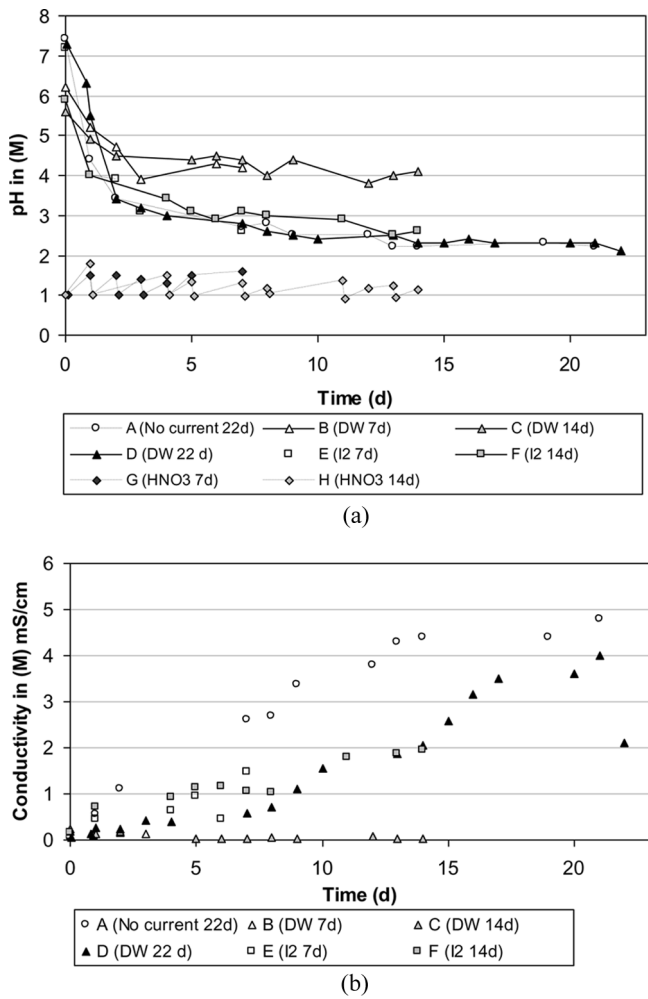 8
7
6
5
4
3
2
1
0
pH in (M)
0 5 10 15 20
Time (d)
A (No current 22d) B (DW 7d) C (DW 14d)
D (DW 22 d) E (I2 7d) F (I2 14d)
G (HNO3 7d) H (HNO3 14d)
(a)
6
5
4
3
2
1
0
Conductivity in (M) mS/cm
0 5 10 15 20
Time (d)
A (No current 22d) B (DW 7d) C (DW 14d)
D (DW 22 d) E (I2 7d) F (I2 14d)
(b)